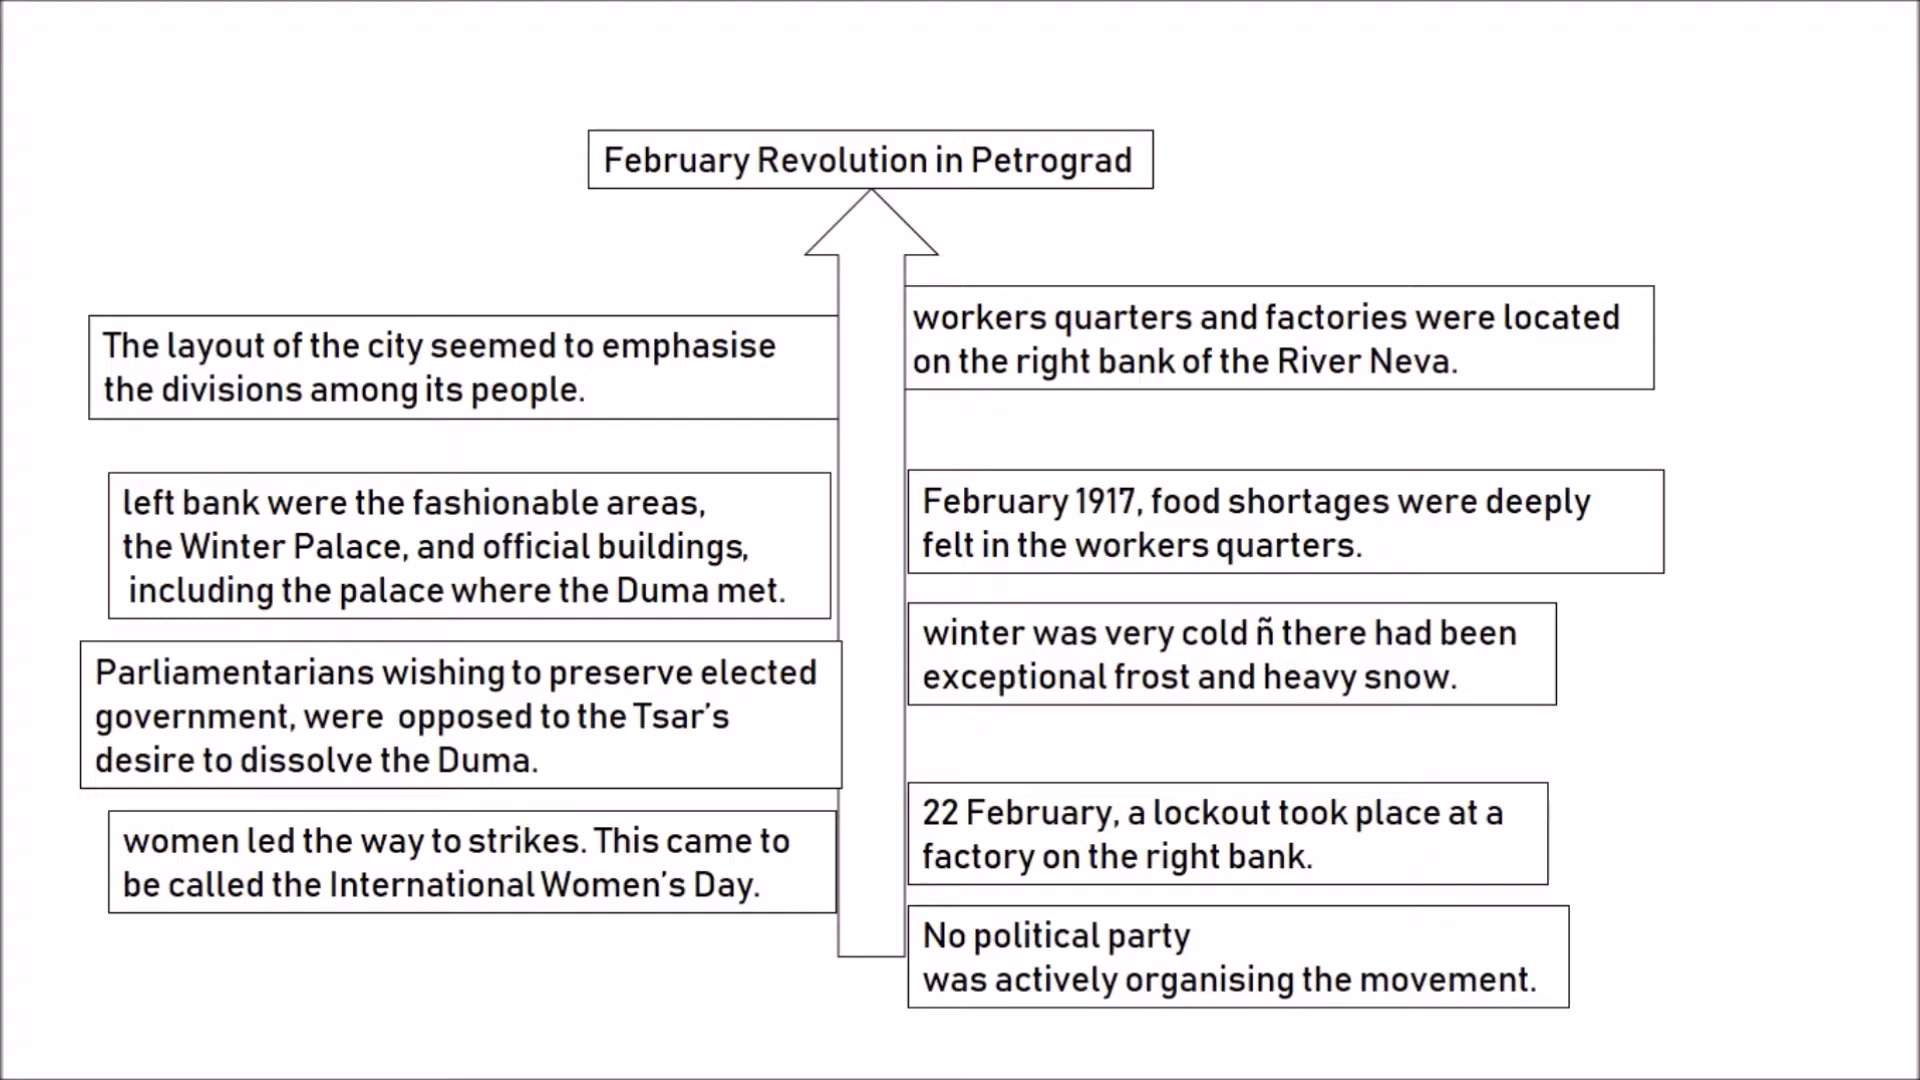 February Revolution in Petrograd
The layout of the city seemed to emphasise
the divisions among its people.
workers quarters and factories were located
on the right bank of the River Neva.
left bank were the fashionable areas,
the Winter Palace, and official buildings,
including the palace where the Duma met.
February 1917, food shortages were deeply
felt in the workers quarters.
winter was very cold ñ there had been
exceptional frost and heavy snow.
Parliamentarians wishing to preserve elected
government, were opposed to the Tsar's
desire to dissolve the Duma.
22 February, a lockout took place at a
factory on the right bank.
women led the way to strikes. This came to
be called the International Women's Day.
No political party
was actively organising the movement.